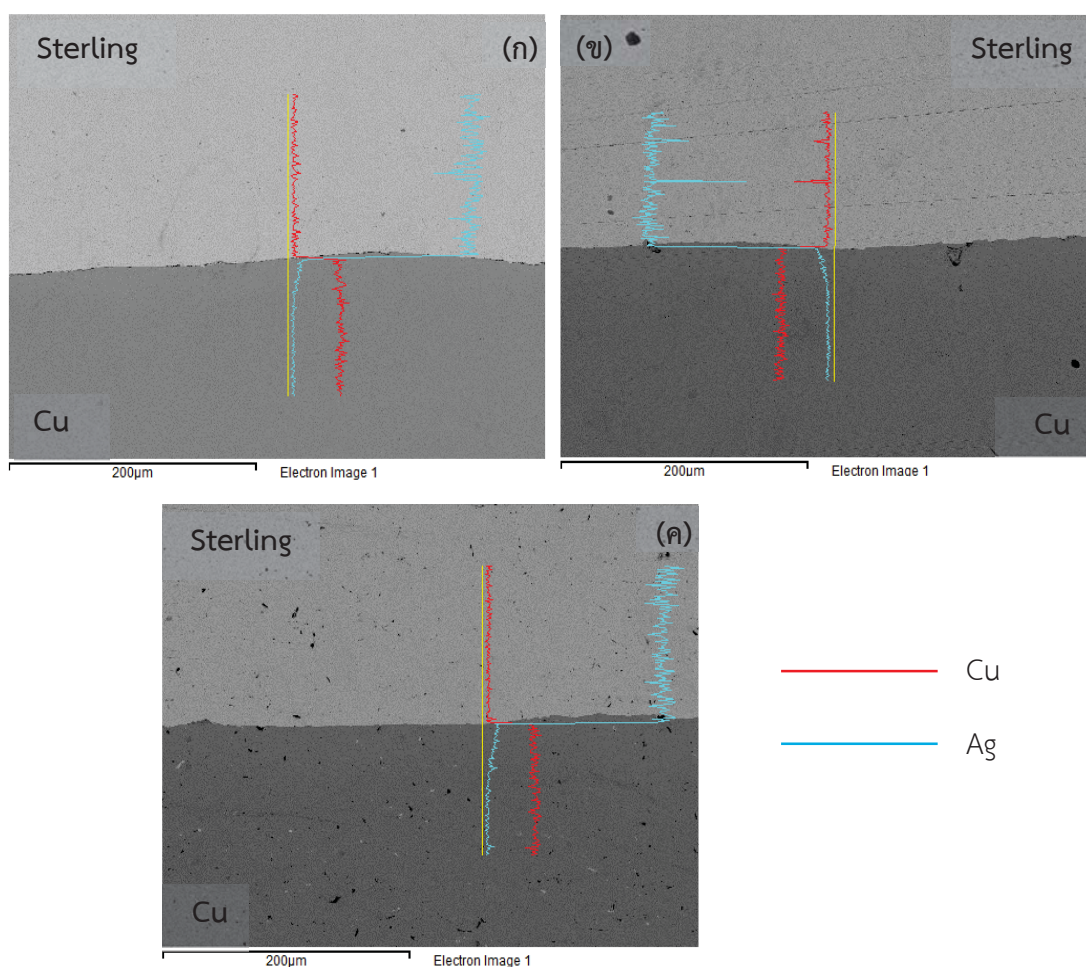 Sterling
(ก)
Cu
200µm
Electron Image 1
(ข)
Sterling
Cu
200µm
Electron Image 1
Sterling
(ค)
Cu
200µm
Electron Image 1
Cu
Ag